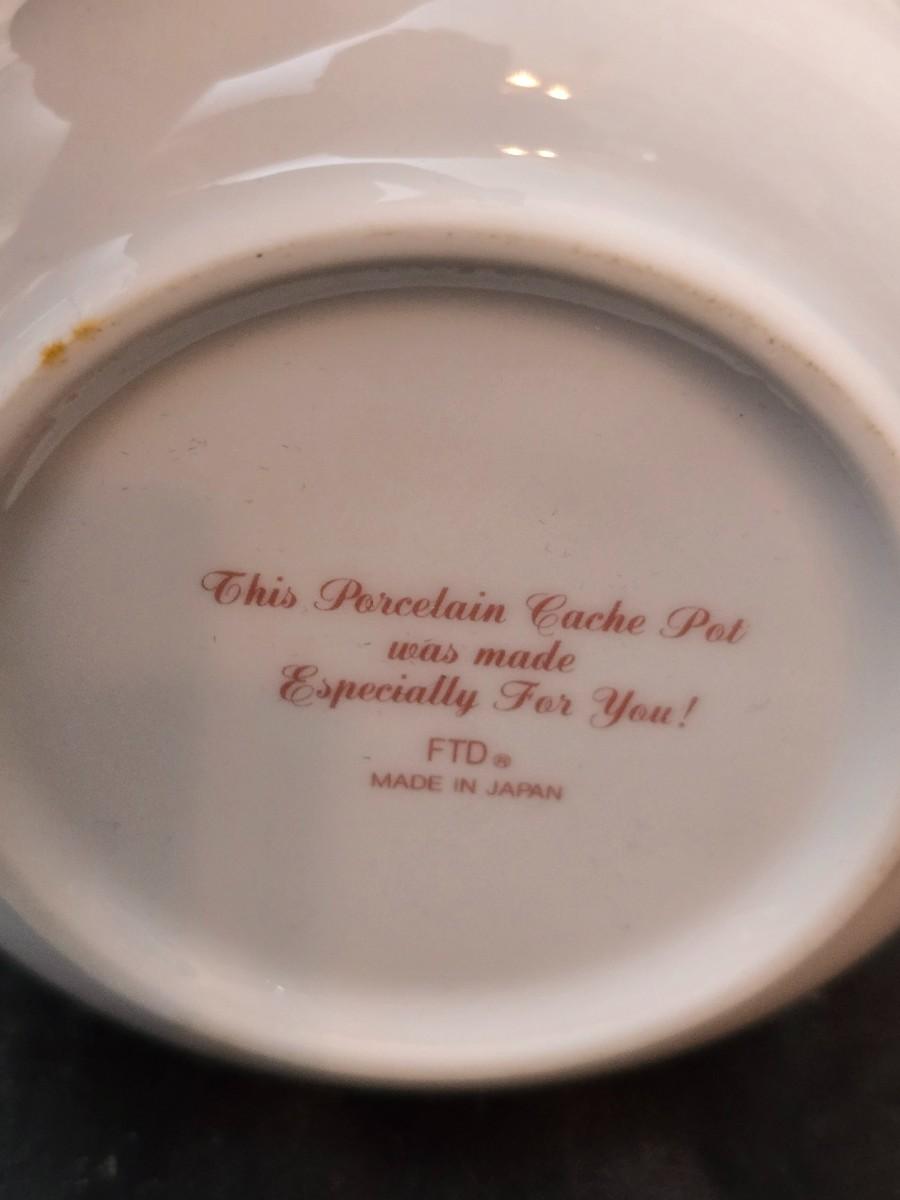 This Porcelain Cache Pot
was made
Especially For You!
FTD®
MADE IN JAPAN